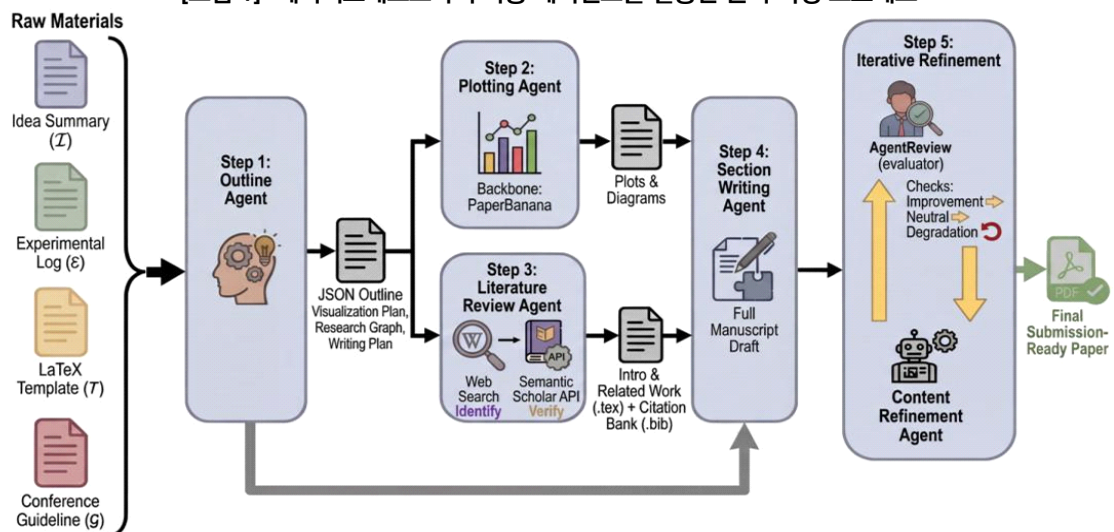 Raw Materials
Idea Summary
(I)
Experimental
Log (ε)
LaTeX
Template (T)
Conference
Guideline (G)
Step 1:
Outline
Agent
JSON Outline
Visualization Plan,
Research Graph,
Writing Plan
Step 2:
Plotting Agent
Backbone:
PaperBanana
Plots &
Diagrams
Step 3:
Literature
Review Agent
W
API
Web
Search
Identify
Semantic
Scholar API
Verify
Intro &
Related Work
(.tex) + Citation
Bank (.bib)
Step 4:
Section
Writing
Agent
Full
Manuscript
Draft
Step 5:
Iterative Refinement
AgentReview
(evaluator)
Checks:
Improvement
Neutral
Degradation
Content
Refinement
Agent
PDF
Final
Submission-
Ready Paper